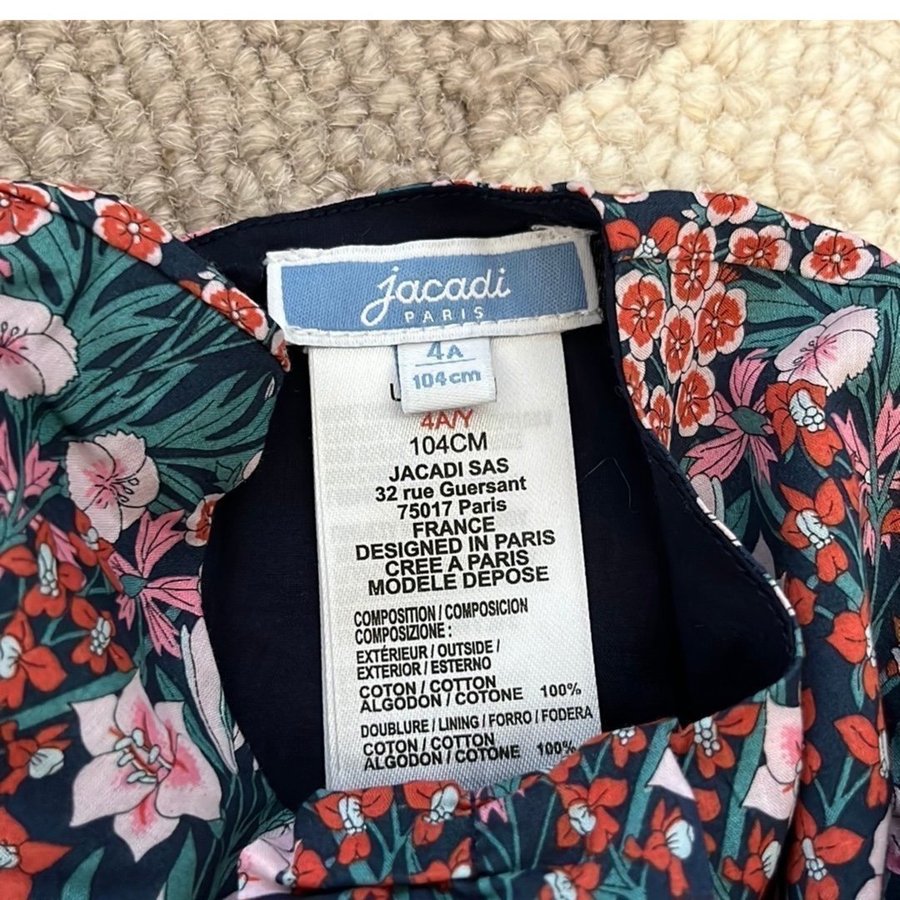 jacadi
PARIS
4A
104cm
4A/Y
104CM
JACADI SAS
32 rue Guersant
75017 Paris
FRANCE
DESIGNED IN PARIS
CREE A PARIS
MODELE DEPOSE
COMPOSITION / COMPOSICION
COMPOSIZIONE :
EXTÉRIEUR / OUTSIDE /
EXTERIOR / ESTERNO
COTON / COTTON
ALGODON / COTONE 100%
DOUBLURE / LINING / FORRO / FODERA
COTON / COTTON
ALGODON / COTONE 100%